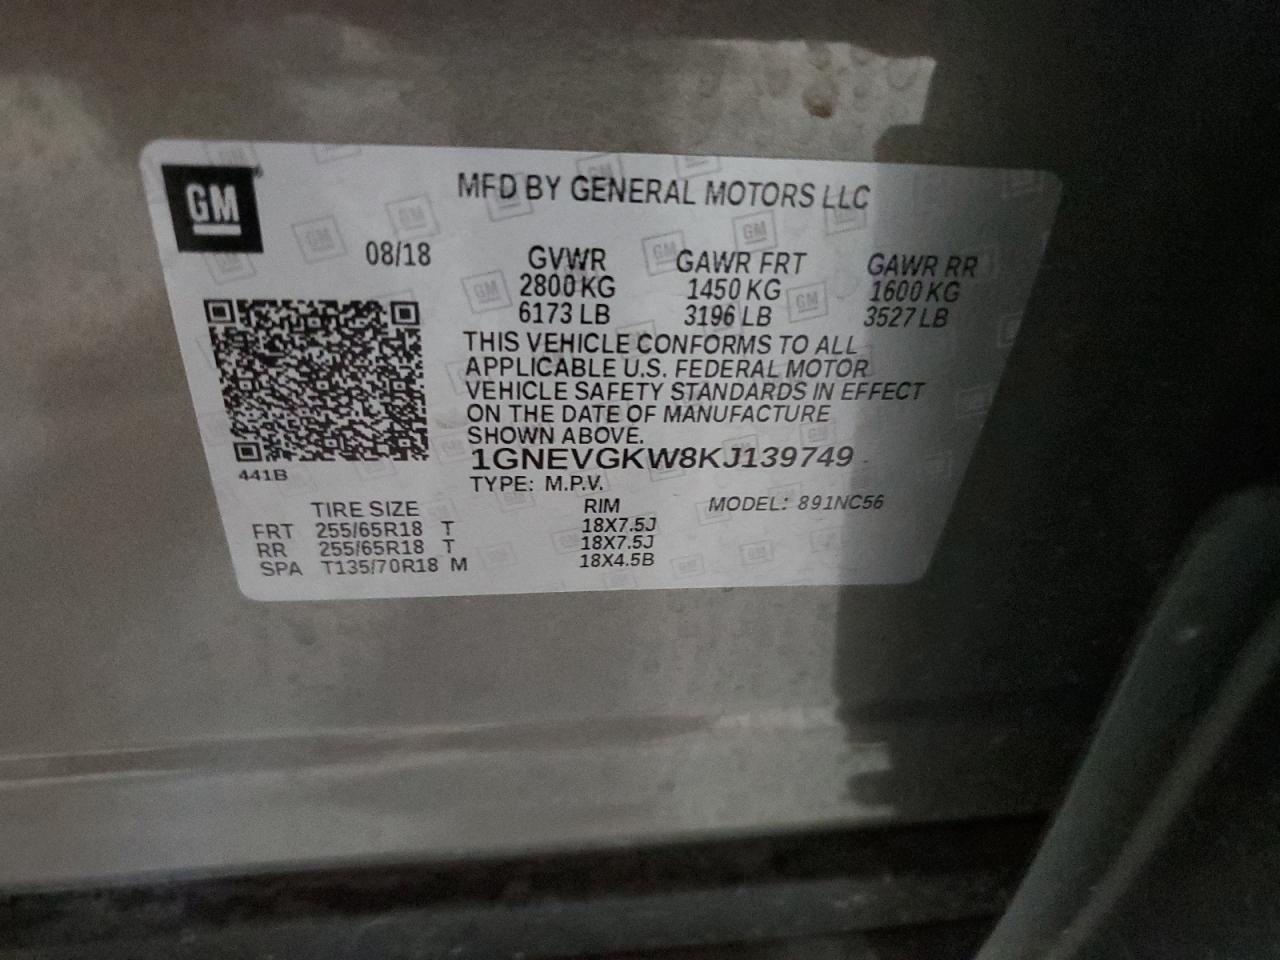 GM
MFD BY GENERAL MOTORS LLC
08/18
GVWR GAWR FRT GAWR RR
2800 KG 1450 KG 1600 KG
6173 LB 3196 LB 3527 LB
THIS VEHICLE CONFORMS TO ALL
APPLICABLE U.S. FEDERAL MOTOR
VEHICLE SAFETY STANDARDS IN EFFECT
ON THE DATE OF MANUFACTURE
SHOWN ABOVE.
1GNEVGKW8KJ139749
441B
TYPE: M.P.V.
TIRE SIZE RIM MODEL: 891NC56
FRT 255/65R18 T 18X7.5J
RR 255/65R18 T 18X7.5J
SPA T135/70R18 M 18X4.5B